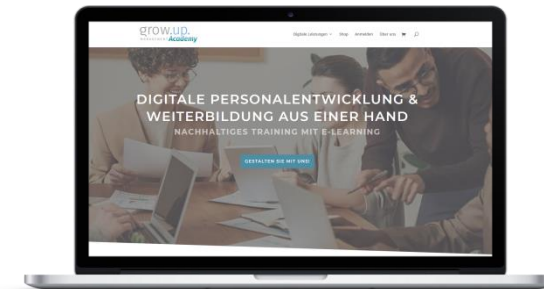 grow.up.
MANAGEMENT Academy
Digitale Leistungen Shop Anmelden Über uns
DIGITALE PERSONALENTWICKLUNG &
WEITERBILDUNG AUS EINER HAND
NACHHALTIGES TRAINING MIT E-LEARNING
GESTALTEN SIE MIT UNS!